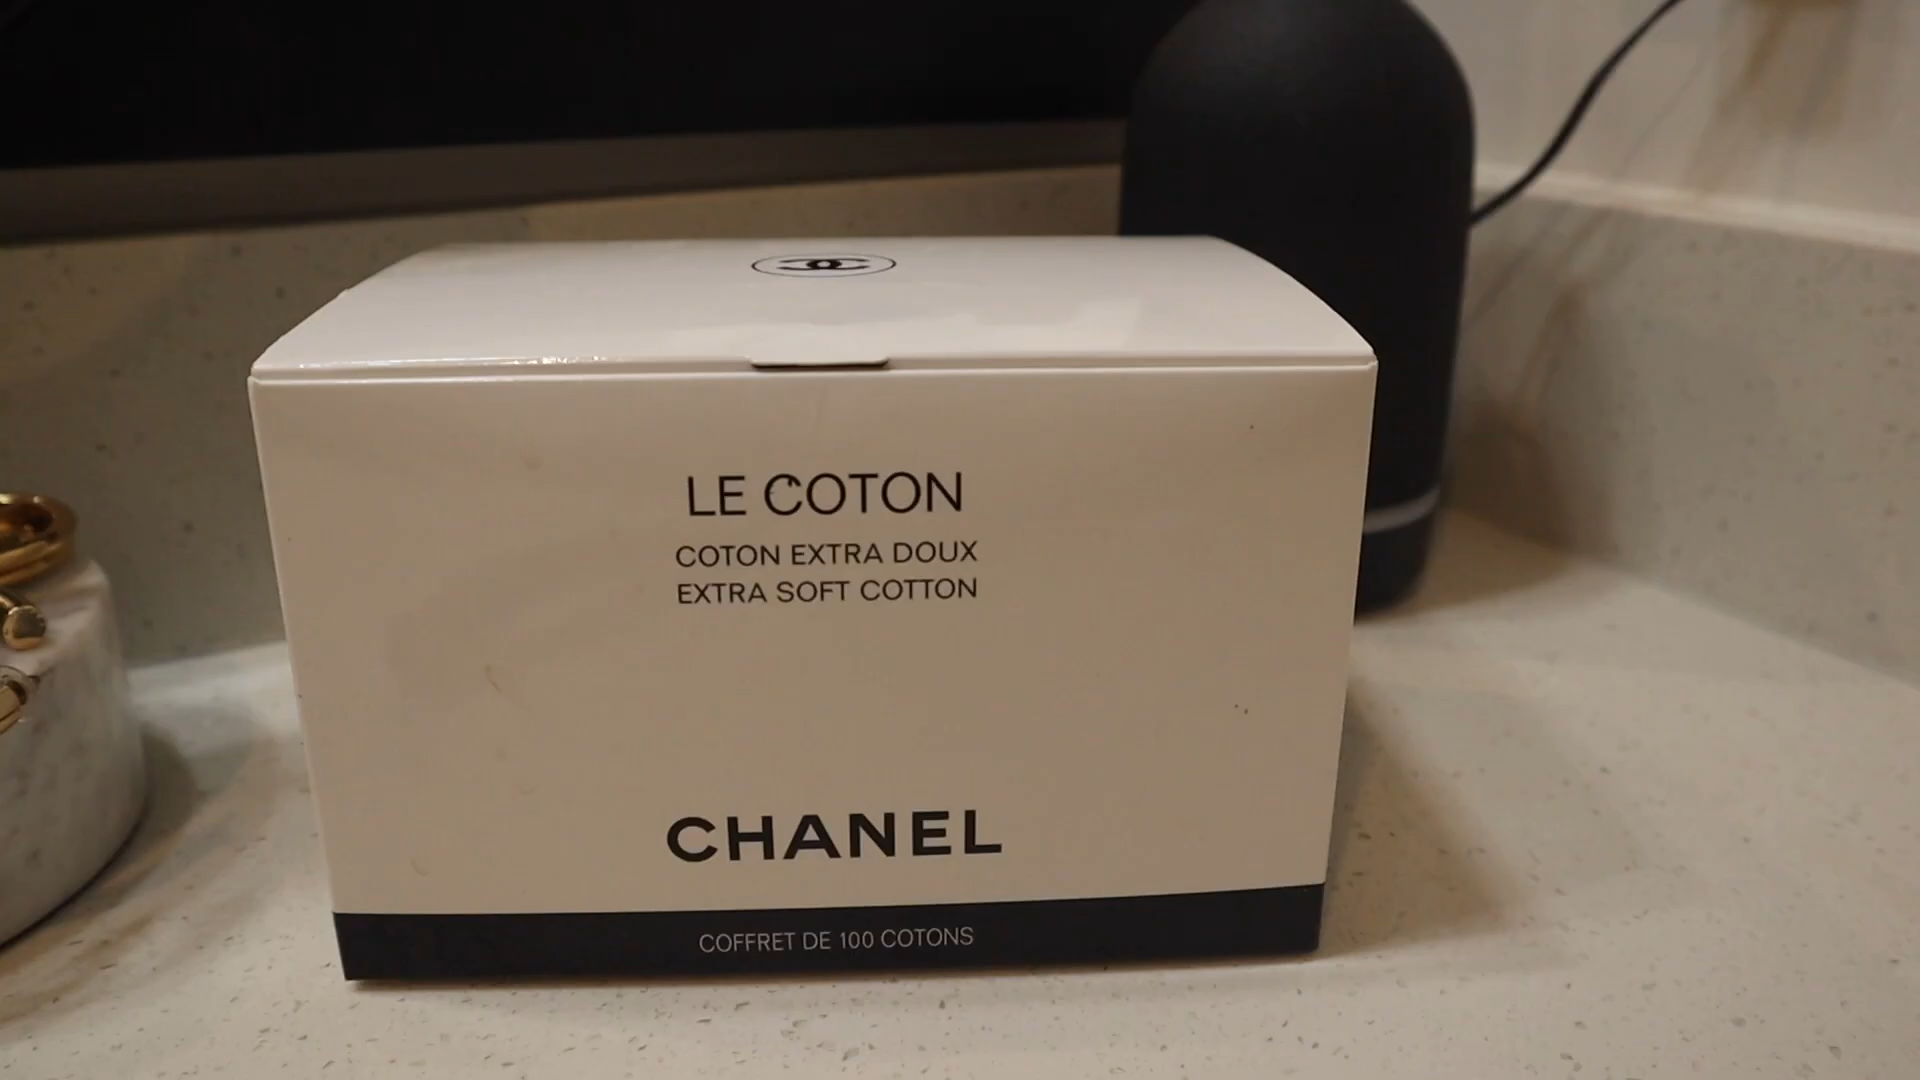 LE COTON
COTON EXTRA DOUX
EXTRA SOFT COTTON
CHANEL
COFFRET DE 100 COTONS